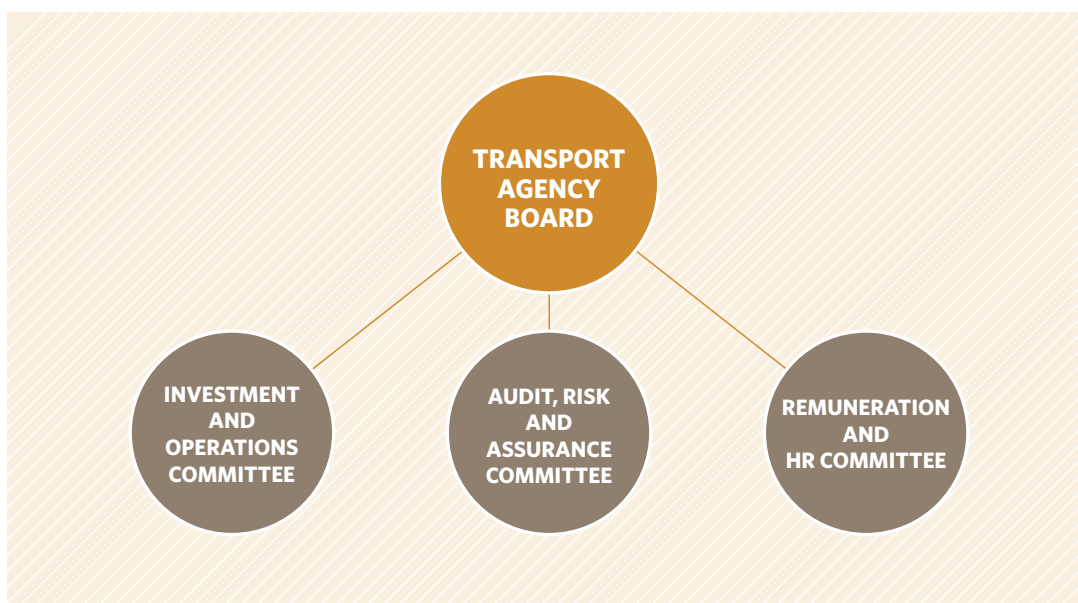 TRANSPORT
AGENCY
BOARD
INVESTMENT
AND
OPERATIONS
COMMITTEE
AUDIT, RISK
AND
ASSURANCE
COMMITTEE
REMUNERATION
AND
HR COMMITTEE